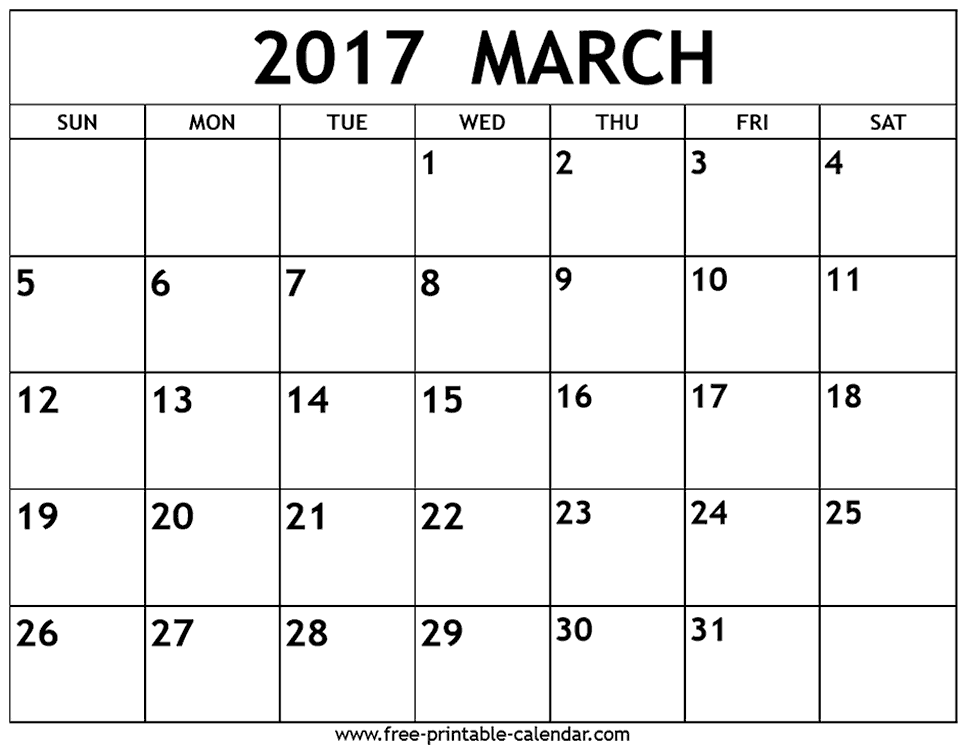 2017 MARCH
SUN MON TUE WED THU FRI SAT
1 2 3 4
5 6 7 8 9 10 11
12 13 14 15 16 17 18
19 20 21 22 23 24 25
26 27 28 29 30 31
www.free-printable-calendar.com